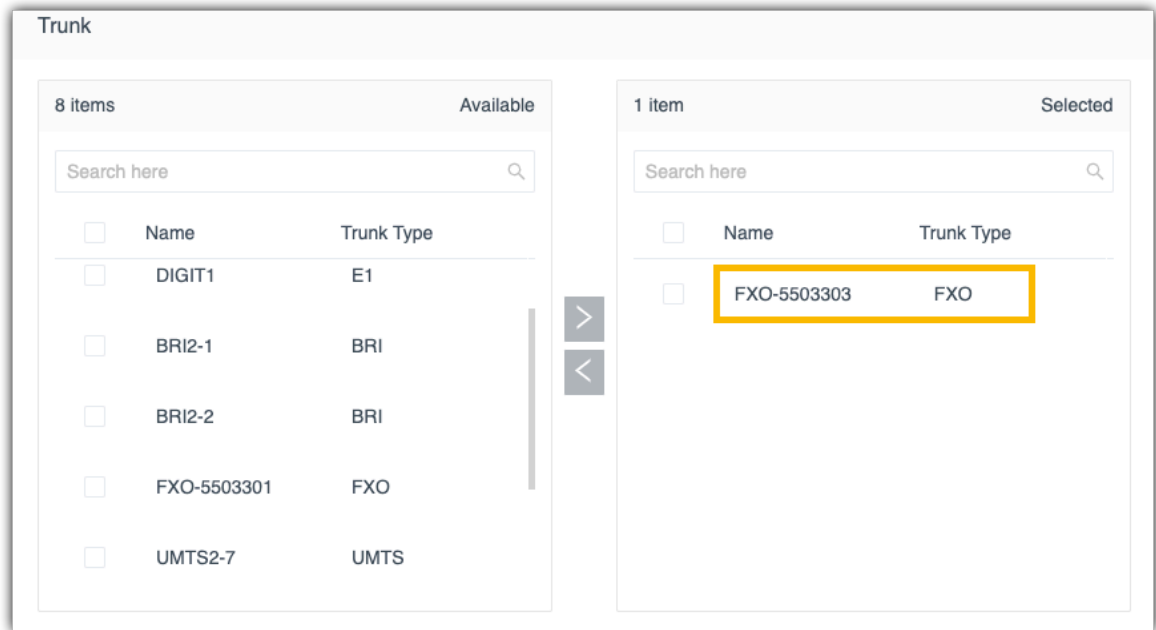 Trunk
8 items Available
Search here
Name Trunk Type
DIGIT1 E1
BRI2-1 BRI
BRI2-2 BRI
FXO-5503301 FXO
UMTS2-7 UMTS
1 item Selected
Search here
Name Trunk Type
FXO-5503303 FXO